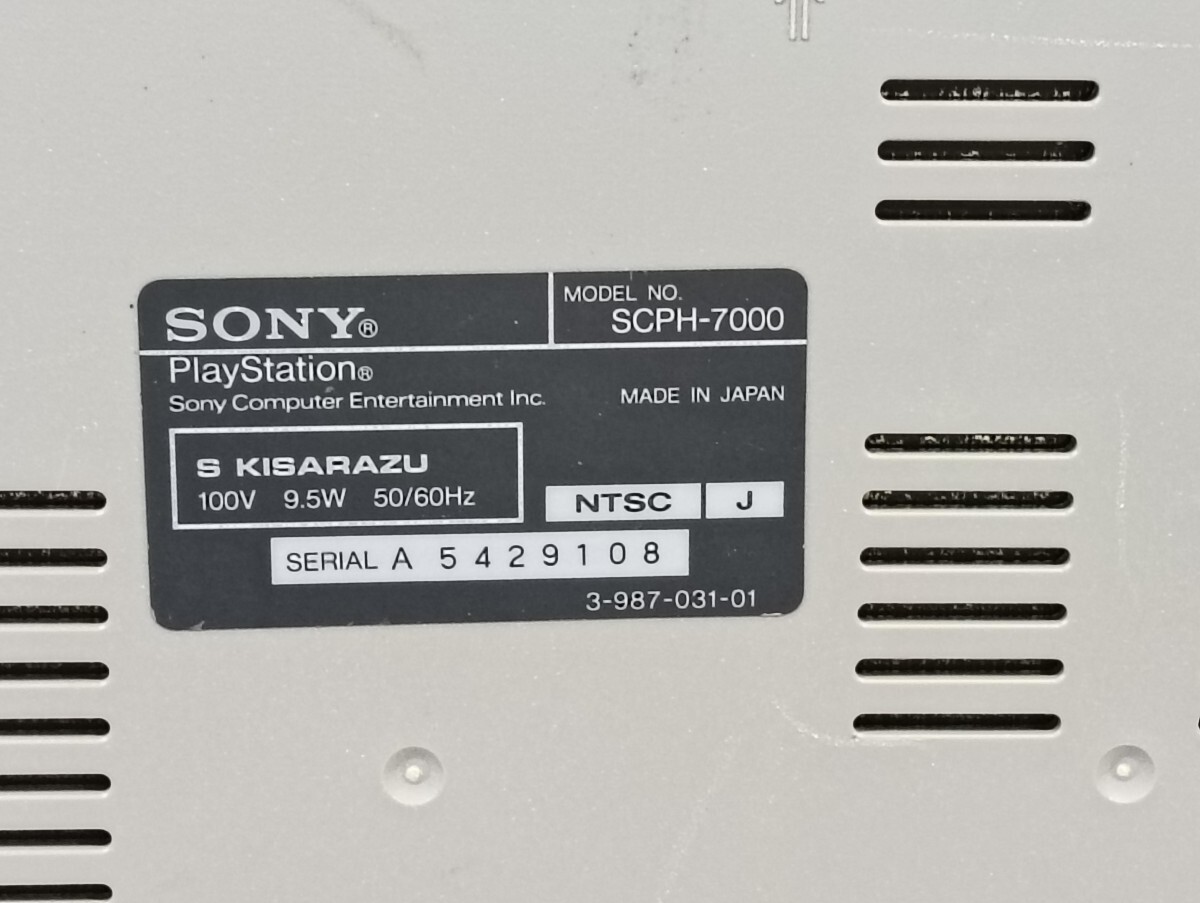 SONY®
MODEL NO.
SCPH-7000
PlayStation®
Sony Computer Entertainment Inc.
MADE IN JAPAN
S KISARAZU
100V 9.5W 50/60Hz
NTSC J
SERIAL A 5429108
3-987-031-01